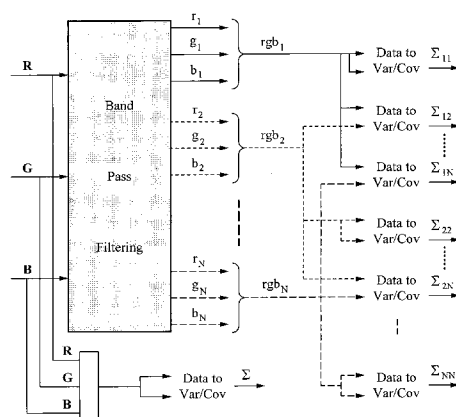 R
G
B
Band
Pass
Filtering
r1
g1
b1
rgb1
r2
g2
b2
rgb2
rN
gN
bN
rgbN
Data to
Var/Cov
Σ11
Data to
Var/Cov
Σ12
Data to
Var/Cov
Σ1N
Data to
Var/Cov
Σ22
Data to
Var/Cov
Σ2N
Data to
Var/Cov
ΣNN
R
G
B
Data to
Var/Cov
Σ